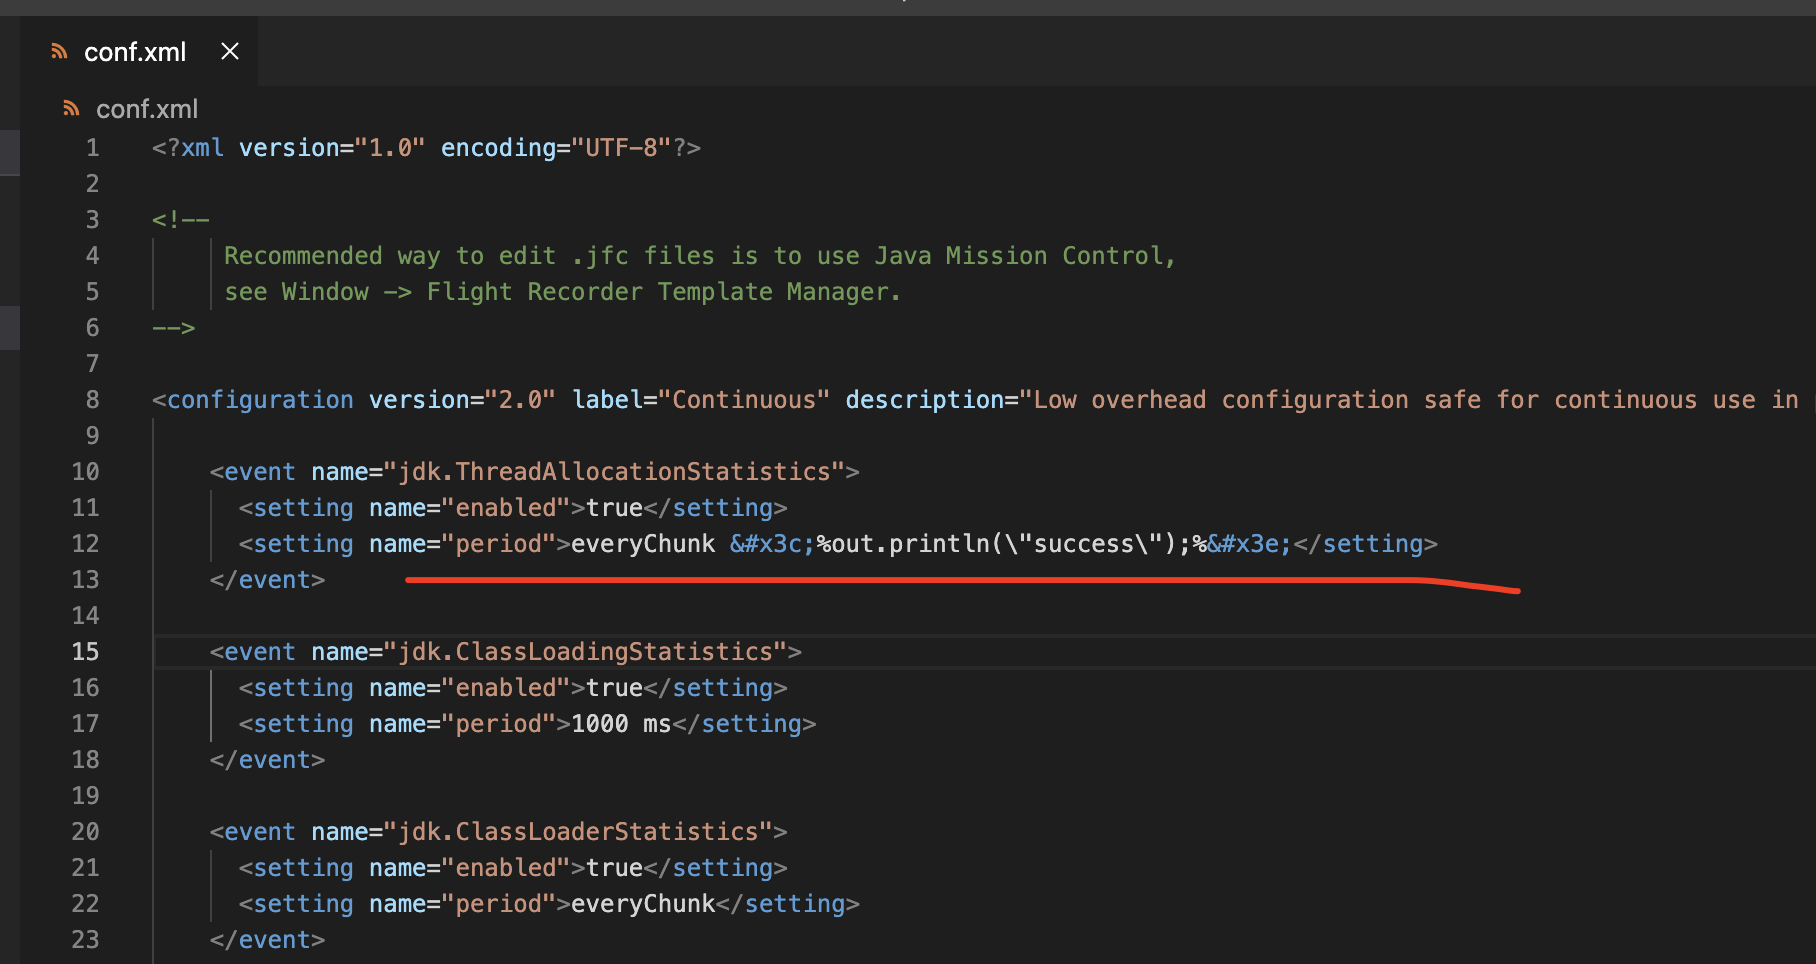 conf.xml
conf.xml
1 <?xml version="1.0" encoding="UTF-8"?>
2
3 <!--
4 Recommended way to edit .jfc files is to use Java Mission Control,
5 see Window -> Flight Recorder Template Manager.
6 -->
7
8 <configuration version="2.0" label="Continuous" description="Low overhead configuration safe for continuous use in
9
10 <event name="jdk.ThreadAllocationStatistics">
11 <setting name="enabled">true</setting>
12 <setting name="period">everyChunk &#x3c;%out.println(\"success\");%&#x3e;</setting>
13 </event>
14
15 <event name="jdk.ClassLoadingStatistics">
16 <setting name="enabled">true</setting>
17 <setting name="period">1000 ms</setting>
18 </event>
19
20 <event name="jdk.ClassLoaderStatistics">
21 <setting name="enabled">true</setting>
22 <setting name="period">everyChunk</setting>
23 </event>